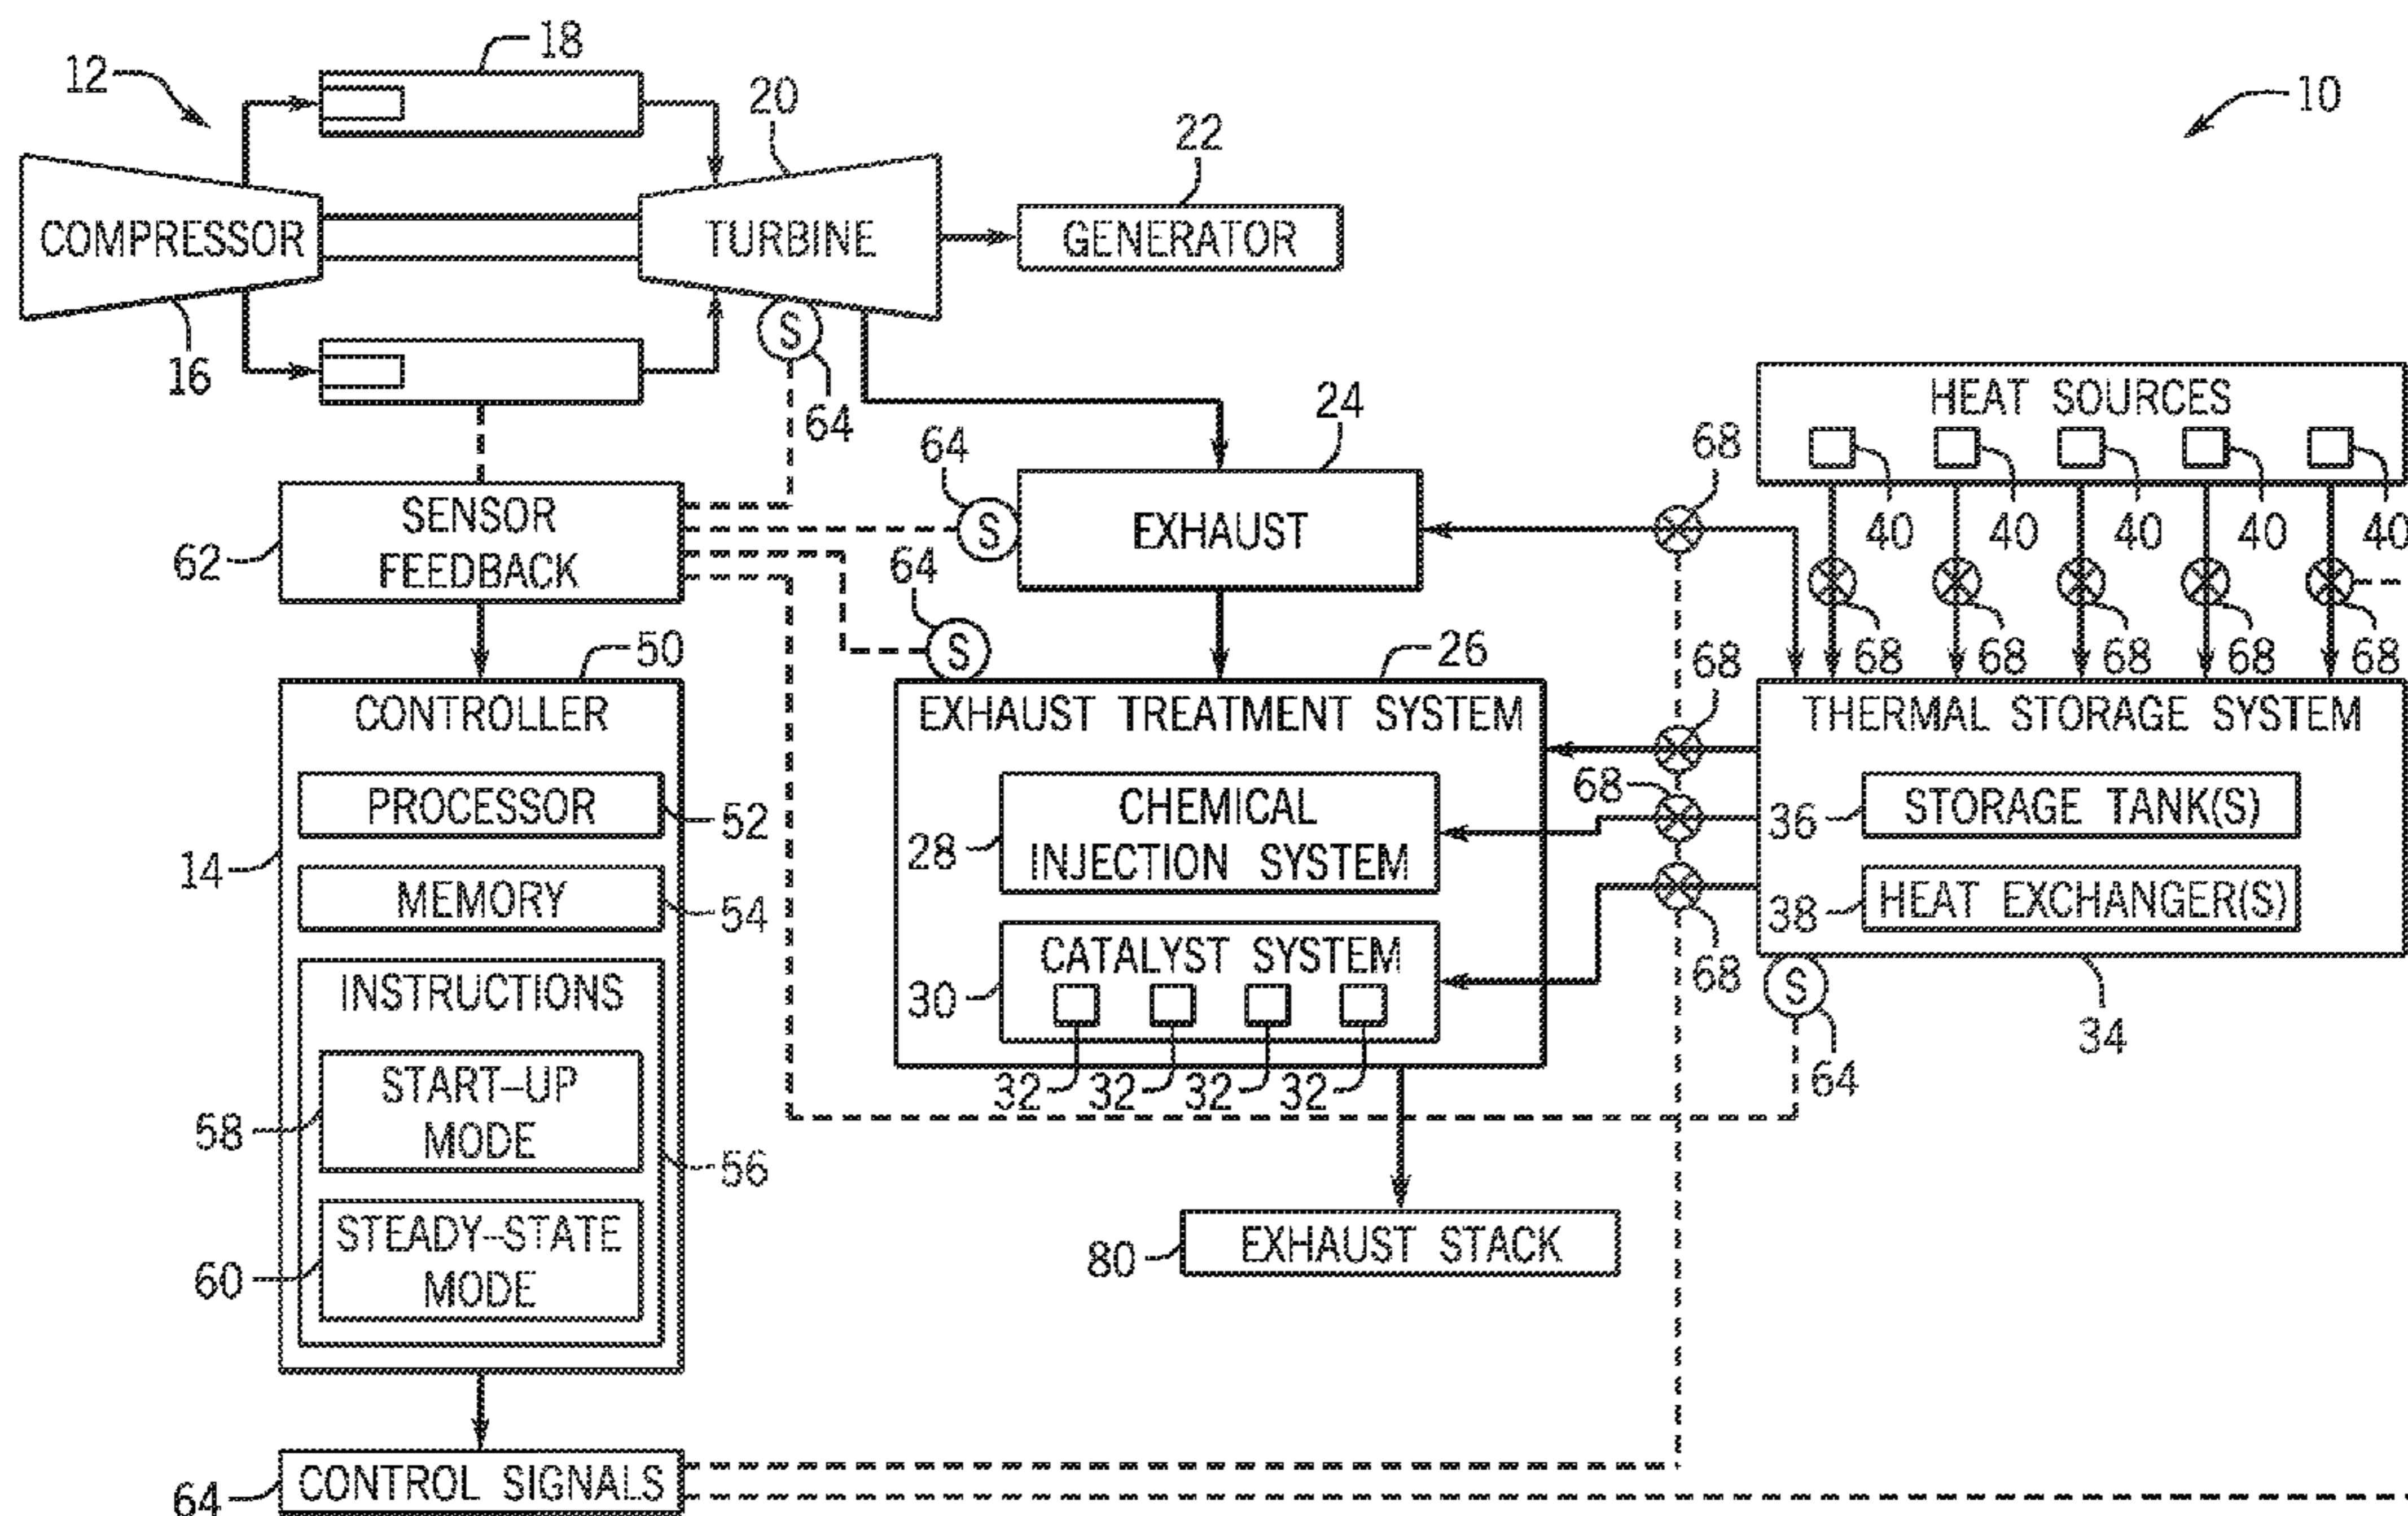 12
18
20
10
22
COMPRESSOR
TURBINE
GENERATOR
16
S
64
24
HEAT SOURCES
68
40 40 40 40 40
64
S
EXHAUST
SENSOR
FEEDBACK
62
64
S
68 68 68 68 68
50
26
68
CONTROLLER
EXHAUST TREATMENT SYSTEM
THERMAL STORAGE SYSTEM
PROCESSOR
52
CHEMICAL
INJECTION SYSTEM
28
68
36
STORAGE TANK(S)
14
MEMORY
54
38
HEAT EXCHANGER(S)
INSTRUCTIONS
CATALYST SYSTEM
30
68
S
32 32 32 32
64
34
START-UP
MODE
58
56
STEADY-STATE
MODE
60
80
EXHAUST STACK
64
CONTROL SIGNALS